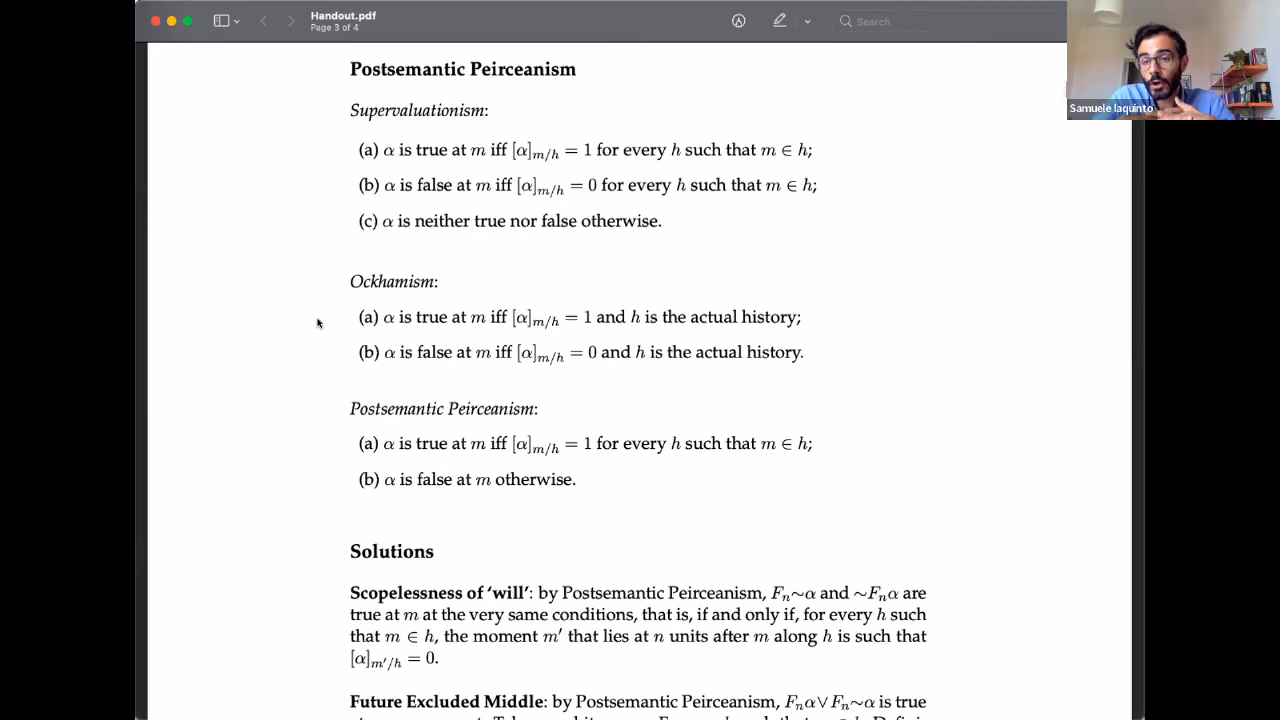 Handout.pdf
Page 3 of 4
Search
Samuele Iaquinto
Postsemantic Peirceanism
Supervaluationism:
(a) α is true at m iff [α]m/h = 1 for every h such that m ∈ h;
(b) α is false at m iff [α]m/h = 0 for every h such that m ∈ h;
(c) α is neither true nor false otherwise.
Ockhamism:
(a) α is true at m iff [α]m/h = 1 and h is the actual history;
(b) α is false at m iff [α]m/h = 0 and h is the actual history.
Postsemantic Peirceanism:
(a) α is true at m iff [α]m/h = 1 for every h such that m ∈ h;
(b) α is false at m otherwise.
Solutions
Scopelessness of ‘will’: by Postsemantic Peirceanism, Fn∼α and ∼Fnα are
true at m at the very same conditions, that is, if and only if, for every h such
that m ∈ h, the moment m′ that lies at n units after m along h is such that
[α]m′/h = 0.
Future Excluded Middle: by Postsemantic Peirceanism, Fnα∨Fn∼α is true